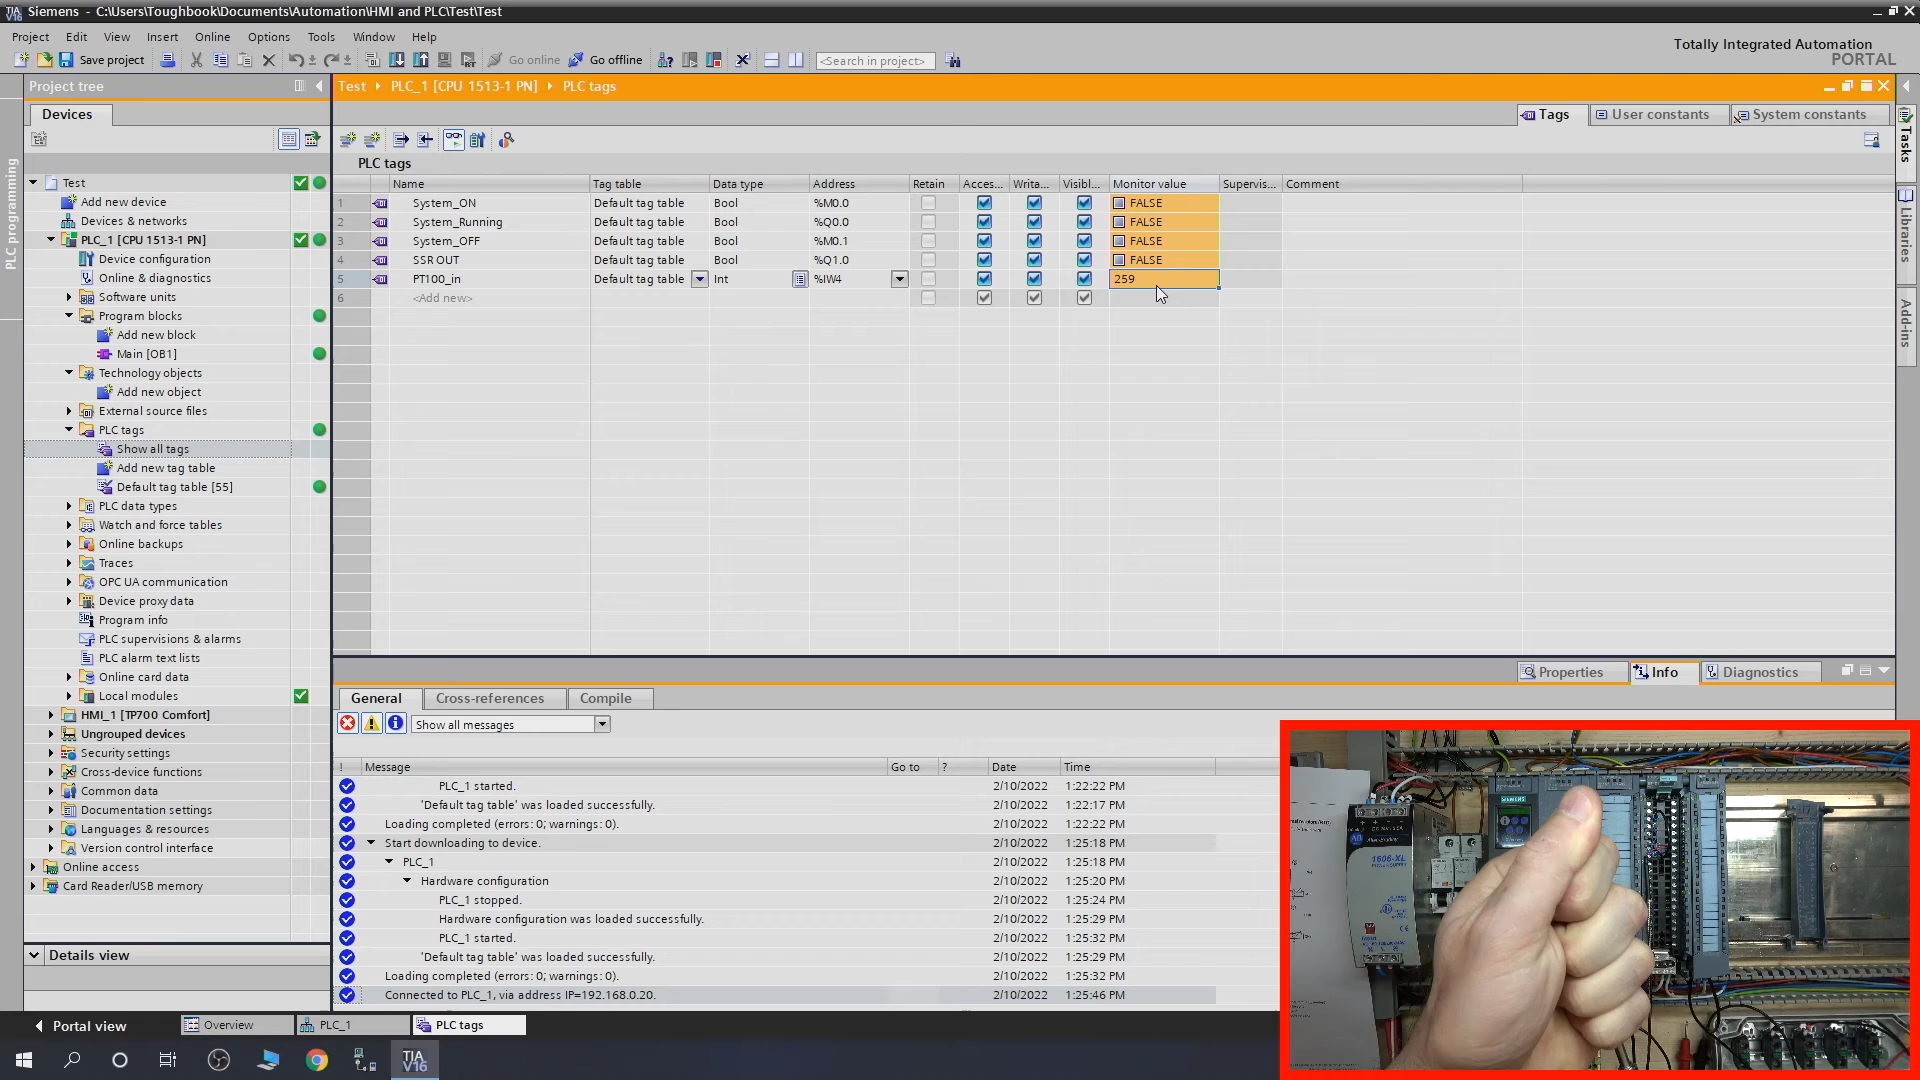 Siemens - C:\Users\Toughbook\Documents\Automation\HMI and PLC\Test\Test
Project Edit View Insert Online Options Tools Window Help
Totally Integrated Automation
PORTAL
Save project
Go online
Go offline
<Search in project>
Project tree
Test
PLC_1 [CPU 1513-1 PN]
PLC tags
Devices
Tags
User constants
System constants
PLC programming
Tasks
Libraries
Add-ins
PLC tags
Name Tag table Data type Address Retain Acces... Writa... Visibl... Monitor value Supervis... Comment
1 System_ON Default tag table Bool %M0.0 FALSE
2 System_Running Default tag table Bool %Q0.0 FALSE
3 System_OFF Default tag table Bool %M0.1 FALSE
4 SSR OUT Default tag table Bool %Q1.0 FALSE
5 PT100_in Default tag table Int %IW4 259
6 <Add new>
Test
Add new device
Devices & networks
PLC_1 [CPU 1513-1 PN]
Device configuration
Online & diagnostics
Software units
Program blocks
Add new block
Main [OB1]
Technology objects
Add new object
External source files
PLC tags
Show all tags
Add new tag table
Default tag table [55]
PLC data types
Watch and force tables
Online backups
Traces
OPC UA communication
Device proxy data
Program info
PLC supervisions & alarms
PLC alarm text lists
Online card data
Local modules
HMI_1 [TP700 Comfort]
Ungrouped devices
Security settings
Cross-device functions
Common data
Documentation settings
Languages & resources
Version control interface
Online access
Card Reader/USB memory
Details view
Properties
Info
Diagnostics
General
Cross-references
Compile
Show all messages
! Message Go to ? Date Time
PLC_1 started. 2/10/2022 1:22:22 PM
'Default tag table' was loaded successfully. 2/10/2022 1:22:17 PM
Loading completed (errors: 0; warnings: 0). 2/10/2022 1:22:22 PM
Start downloading to device. 2/10/2022 1:25:18 PM
PLC_1 2/10/2022 1:25:18 PM
Hardware configuration 2/10/2022 1:25:20 PM
PLC_1 stopped. 2/10/2022 1:25:24 PM
Hardware configuration was loaded successfully. 2/10/2022 1:25:29 PM
PLC_1 started. 2/10/2022 1:25:32 PM
'Default tag table' was loaded successfully. 2/10/2022 1:25:29 PM
Loading completed (errors: 0; warnings: 0). 2/10/2022 1:25:32 PM
Connected to PLC_1, via address IP=192.168.0.20. 2/10/2022 1:25:46 PM
SIEMENS
1606-XL
POWER SUPPLY
Portal view
Overview
PLC_1
PLC tags
TIA
V16